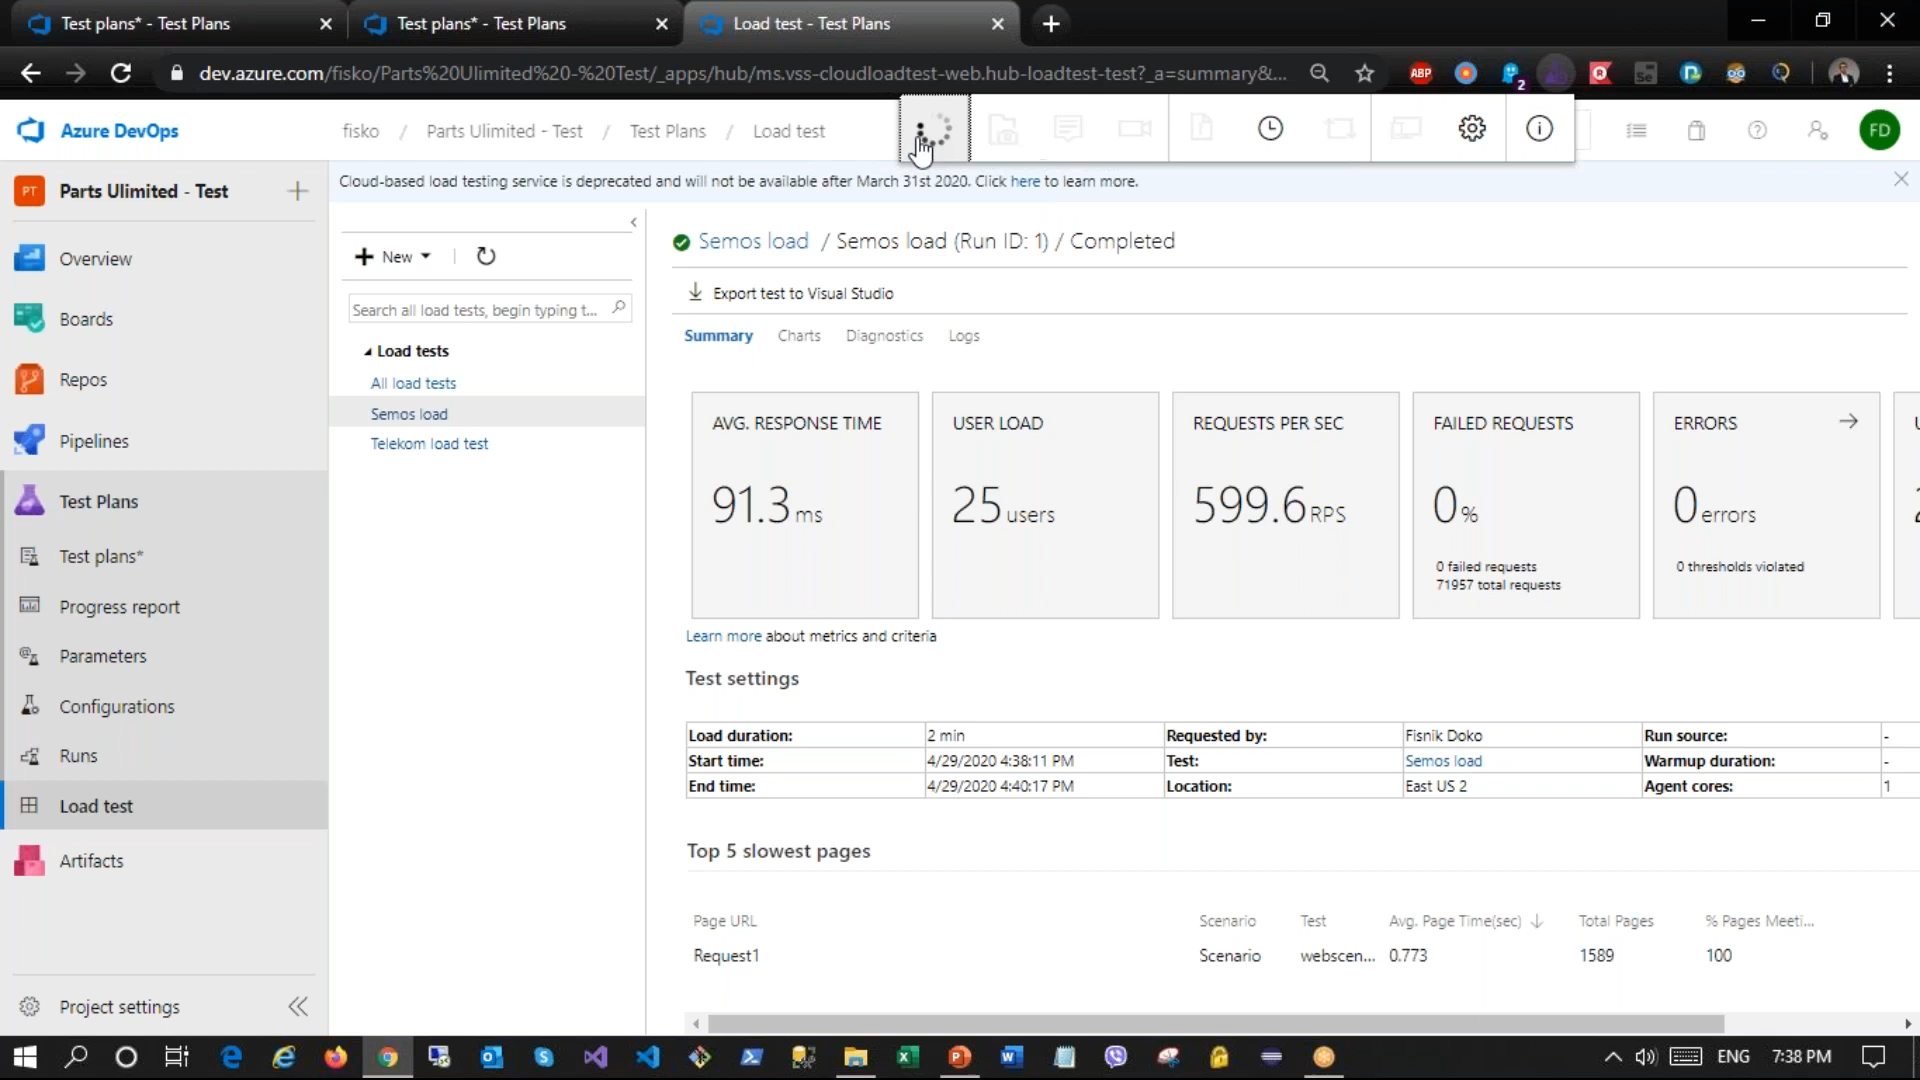 Test plans* - Test Plans
Test plans* - Test Plans
Load test - Test Plans
dev.azure.com/fisko/Parts%20Ulimited%20-%20Test/_apps/hub/ms.vss-cloudloadtest-web.hub-loadtest-test?_a=summary&...
ABP
2
Azure DevOps
fisko / Parts Ulimited - Test / Test Plans / Load test
FD
PT Parts Ulimited - Test
Cloud-based load testing service is deprecated and will not be available after March 31st 2020. Click here to learn more.
Overview
Boards
Repos
Pipelines
Test Plans
Test plans*
Progress report
Parameters
Configurations
Runs
Load test
Artifacts
Project settings
New
Search all load tests, begin typing t...
Load tests
All load tests
Semos load
Telekom load test
Semos load / Semos load (Run ID: 1) / Completed
Export test to Visual Studio
Summary Charts Diagnostics Logs
AVG. RESPONSE TIME
91.3 ms
USER LOAD
25 users
REQUESTS PER SEC
599.6 RPS
FAILED REQUESTS
0 %
0 failed requests
71957 total requests
ERRORS
0 errors
0 thresholds violated
Learn more about metrics and criteria
Test settings
Load duration: 2 min Requested by: Fisnik Doko Run source: -
Start time: 4/29/2020 4:38:11 PM Test: Semos load Warmup duration: -
End time: 4/29/2020 4:40:17 PM Location: East US 2 Agent cores: 1
Top 5 slowest pages
Page URL Scenario Test Avg. Page Time(sec) Total Pages % Pages Meeti...
Request1 Scenario webscen... 0.773 1589 100
ENG 7:38 PM